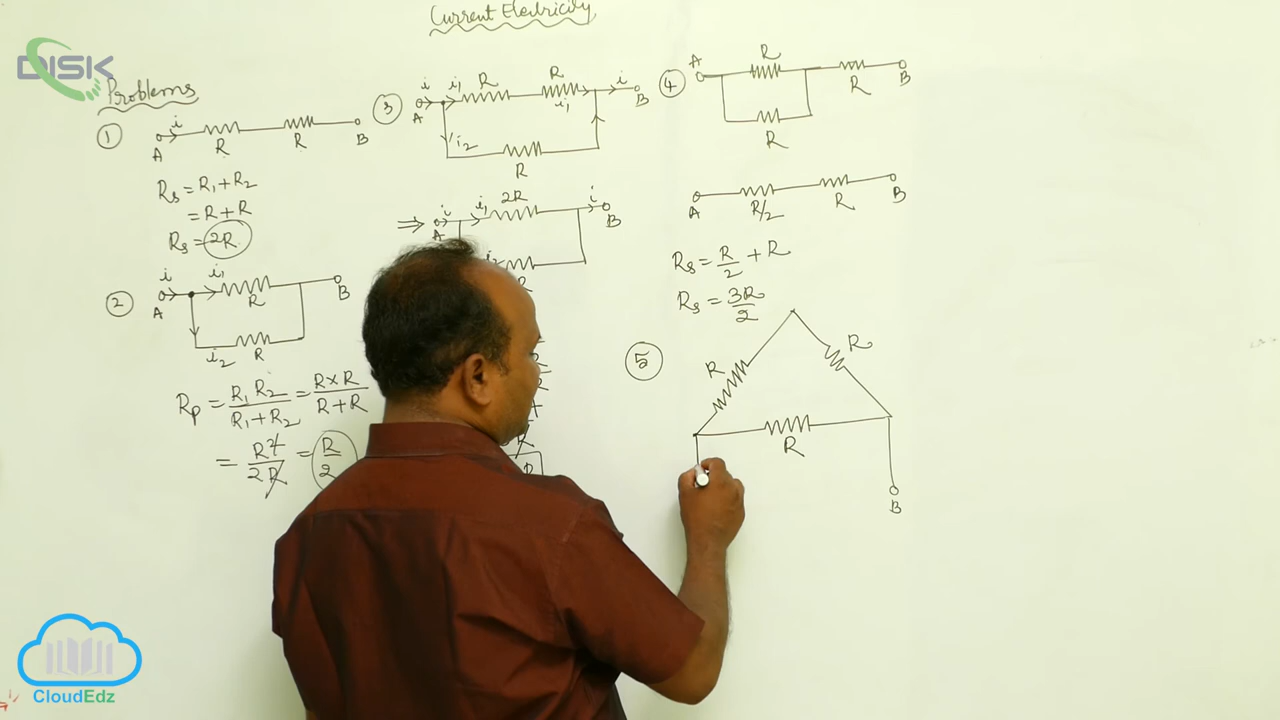 Current Electricity
DISK
Problems
①
i
A
R
R
B
Rs = R1 + R2
= R + R
Rs = 2R
②
i
i1
A
R
B
i2
R
Rp = R1 R2 / R1 + R2 = R × R / R + R
= R² / 2R = R / 2
③
i
i1
R
R
i1
i
A
B
i2
R
⇒
i
i1
2R
i
A
B
i2
④
A
R
R
B
R
A
R/2
R
B
Rs = R/2 + R
Rs = 3R/2
⑤
R
R
R
B
CloudEdz